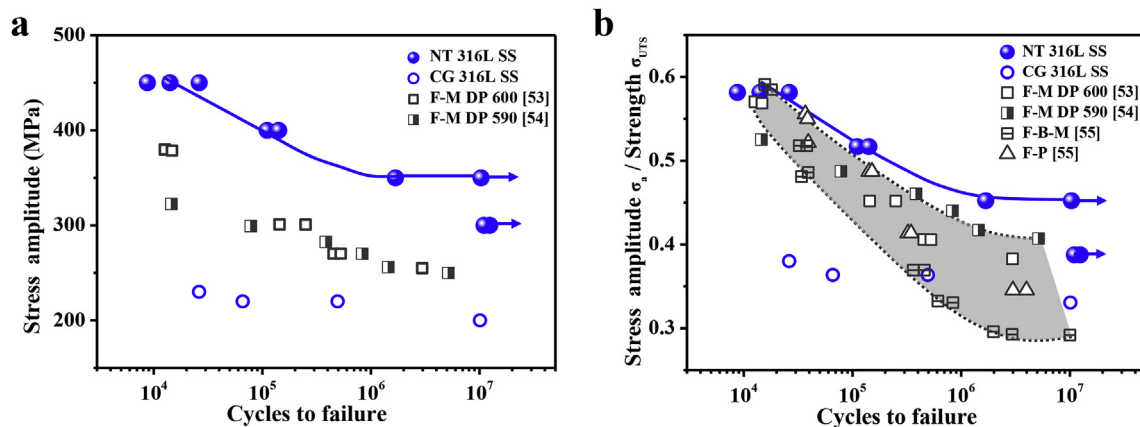 a
Stress amplitude (MPa)
500
400
300
200
10^4
10^5
10^6
10^7
Cycles to failure
NT 316L SS
CG 316L SS
F-M DP 600 [53]
F-M DP 590 [54]
b
Stress amplitude σa / Strength σUTS
0.6
0.5
0.4
0.3
10^4
10^5
10^6
10^7
Cycles to failure
NT 316L SS
CG 316L SS
F-M DP 600 [53]
F-M DP 590 [54]
F-B-M [55]
F-P [55]